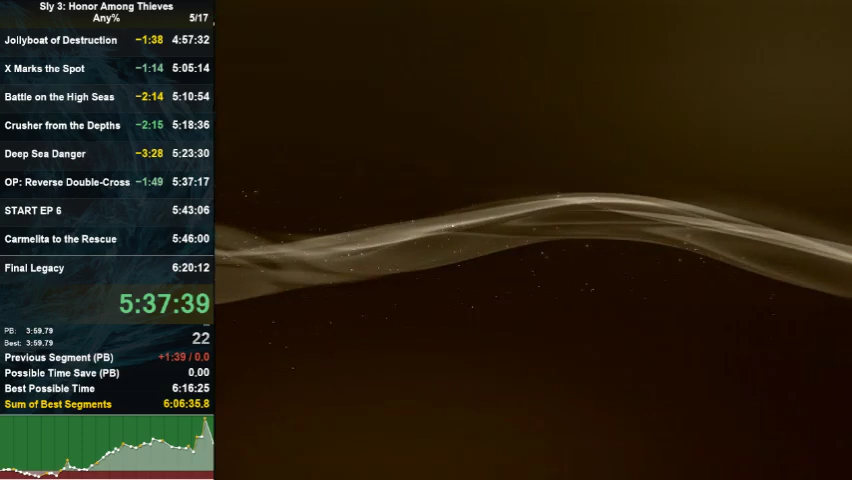 Sly 3: Honor Among Thieves
Any% 5/17
Jollyboat of Destruction −1:38 4:57:32
X Marks the Spot −1:14 5:05:14
Battle on the High Seas −2:14 5:10:54
Crusher from the Depths −2:15 5:18:36
Deep Sea Danger −3:28 5:23:30
OP: Reverse Double-Cross −1:49 5:37:17
START EP 6 5:43:06
Carmelita to the Rescue 5:46:00
Final Legacy 6:20:12
5:37:39
PB: 3:59.79
Best: 3:59.79
22
Previous Segment (PB) +1:39 / 0.0
Possible Time Save (PB) 0.00
Best Possible Time 6:16:25
Sum of Best Segments 6:06:35.8